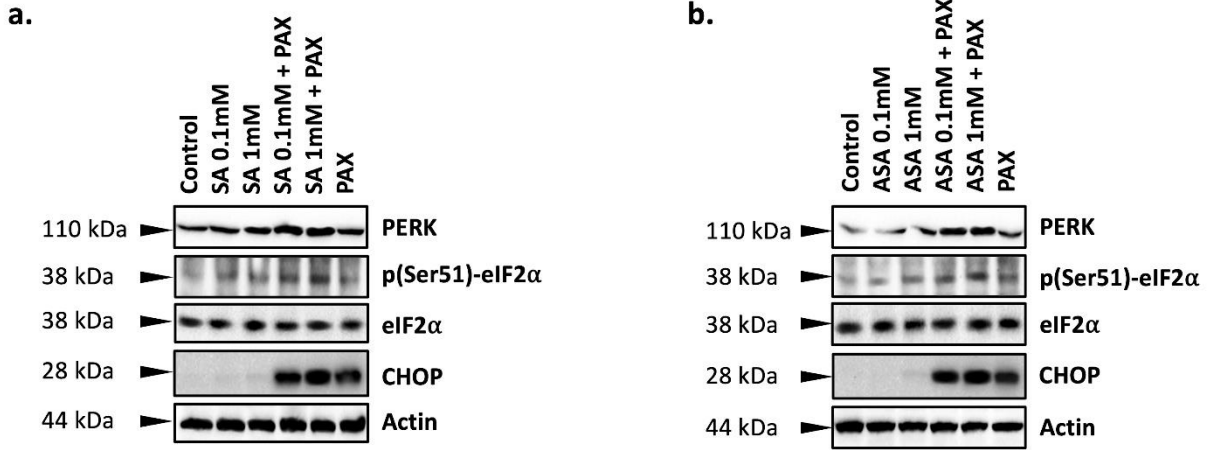 a.
Control
SA 0.1mM
SA 1mM
SA 0.1mM + PAX
SA 1mM + PAX
PAX
110 kDa PERK
38 kDa p(Ser51)-eIF2α
38 kDa eIF2α
28 kDa CHOP
44 kDa Actin
b.
Control
ASA 0.1mM
ASA 1mM
ASA 0.1mM + PAX
ASA 1mM + PAX
PAX
110 kDa PERK
38 kDa p(Ser51)-eIF2α
38 kDa eIF2α
28 kDa CHOP
44 kDa Actin